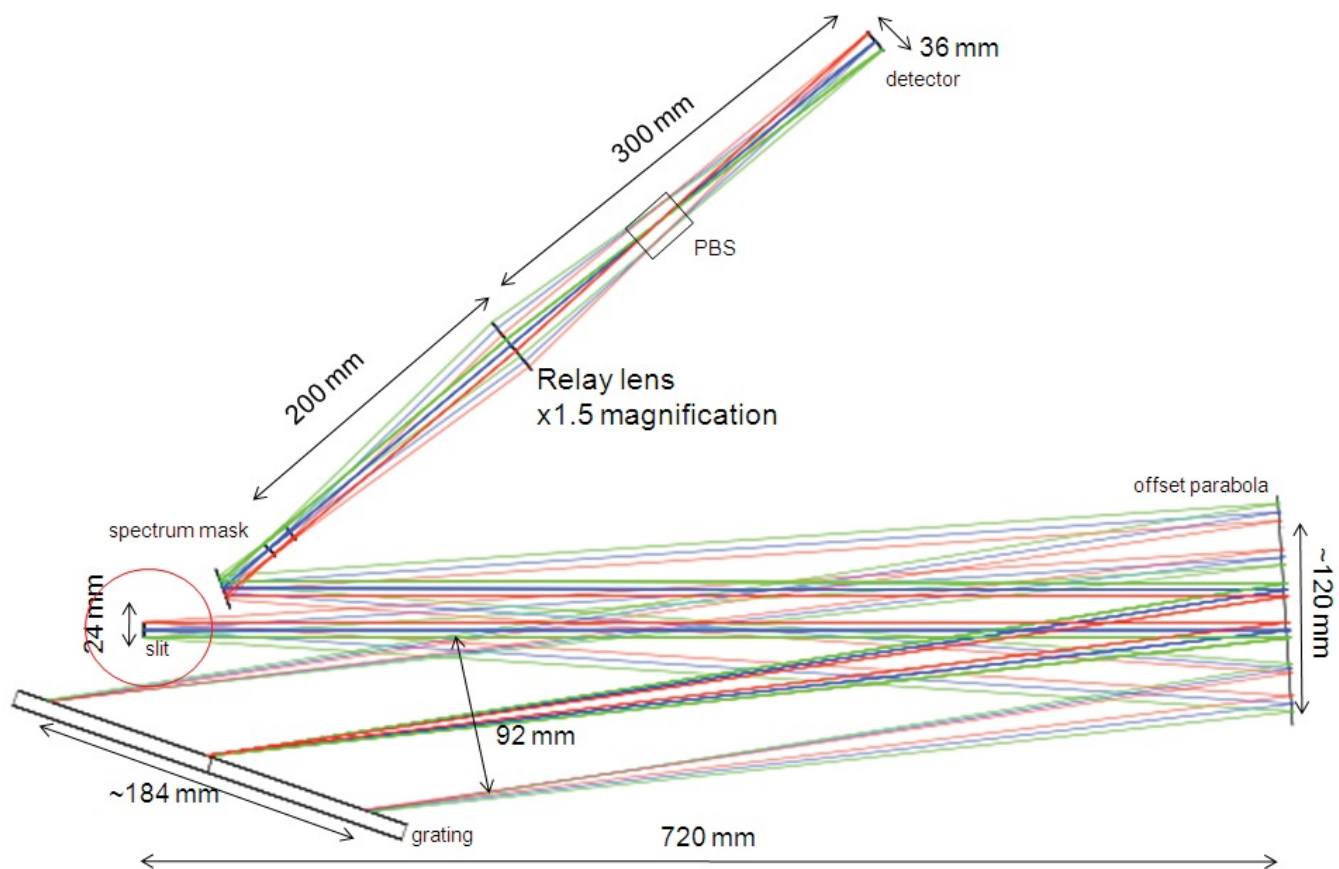 36 mm
detector
300 mm
PBS
200 mm
Relay lens
x1.5 magnification
offset parabola
spectrum mask
~120 mm
24 mm
slit
92 mm
~184 mm
grating
720 mm